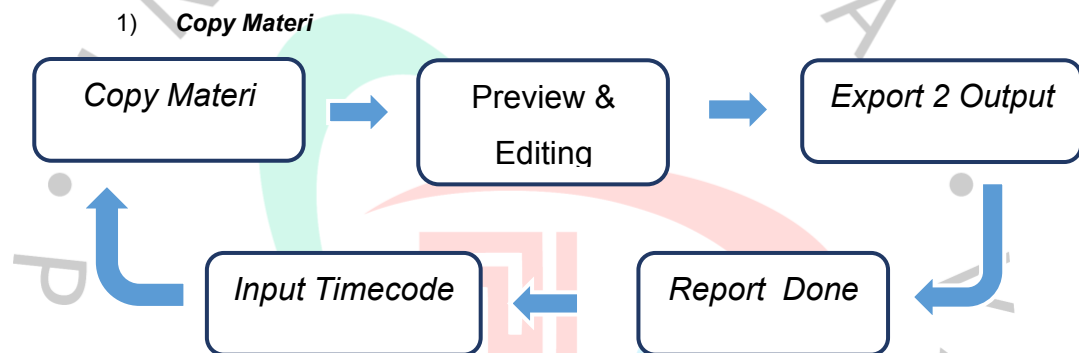 1) Copy Materi
Copy Materi
Preview &
Editing
Export 2 Output
Input Timecode
Report Done